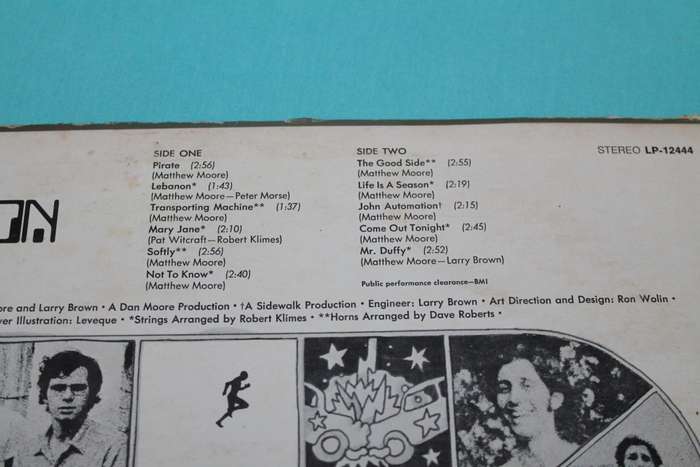 SIDE ONE
Pirate (2:56)
(Matthew Moore)
Lebanon* (1:43)
(Matthew Moore—Peter Morse)
Transporting Machine** (1:37)
(Matthew Moore)
Mary Jane* (2:10)
(Pat Witcraft—Robert Klimes)
Softly** (2:56)
(Matthew Moore)
Not To Know* (2:40)
(Matthew Moore)
SIDE TWO
The Good Side** (2:55)
(Matthew Moore)
Life Is A Season* (2:19)
(Matthew Moore)
John Automation† (2:15)
(Matthew Moore)
Come Out Tonight* (2:45)
(Matthew Moore)
Mr. Duffy* (2:52)
(Matthew Moore—Larry Brown)
Public performance clearance—BMI
STEREO LP-12444
ore and Larry Brown • A Dan Moore Production • †A Sidewalk Production • Engineer: Larry Brown • Art Direction and Design: Ron Wolin •
ver Illustration: Leveque • *Strings Arranged by Robert Klimes • **Horns Arranged by Dave Roberts •